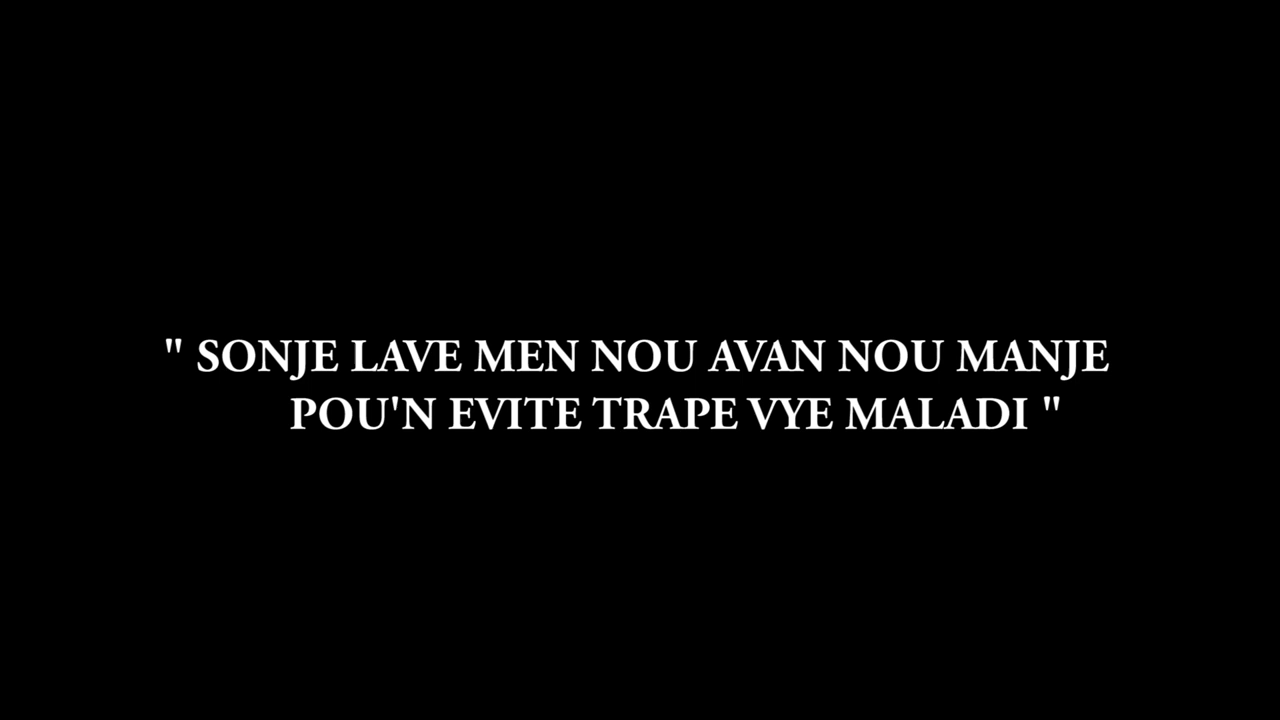 " SONJE LAVE MEN NOU AVAN NOU MANJE
POU'N EVITE TRAPE VYE MALADI "